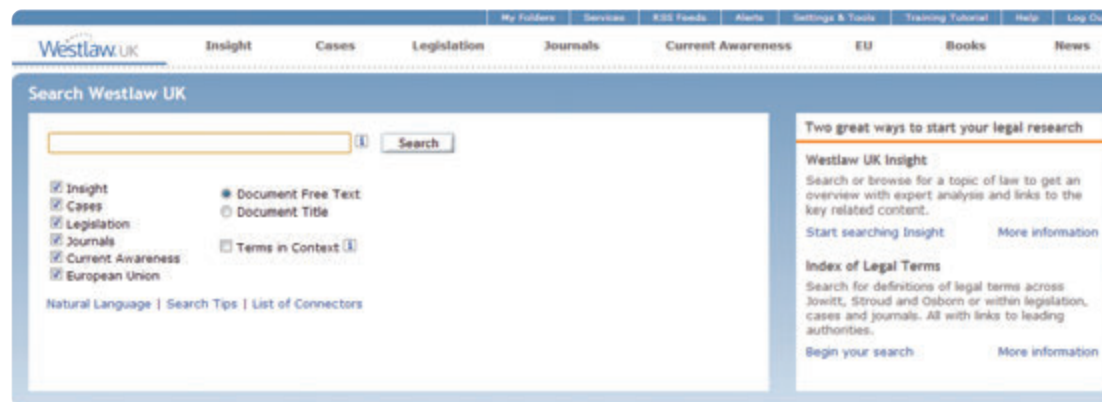 My Folders Services RSS Feeds Alerts Settings & Tools Training Tutorial Help Log Ou
Westlaw.UK Insight Cases Legislation Journals Current Awareness EU Books News
Search Westlaw UK
Search
Insight
Cases
Legislation
Journals
Current Awareness
European Union
Document Free Text
Document Title
Terms in Context
Natural Language | Search Tips | List of Connectors
Two great ways to start your legal research
Westlaw UK Insight
Search or browse for a topic of law to get an
overview with expert analysis and links to the
key related content.
Start searching Insight More information
Index of Legal Terms
Search for definitions of legal terms across
Jowitt, Stroud and Osborn or within legislation,
cases and journals. All with links to leading
authorities.
Begin your search More information